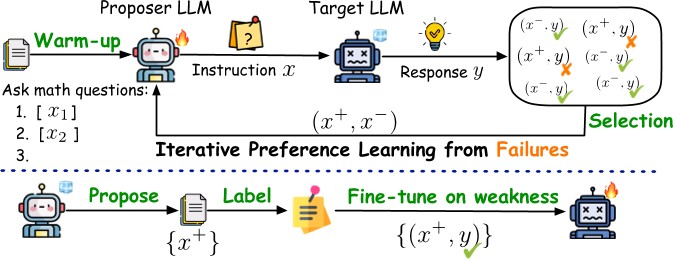 Proposer LLM
Target LLM
Warm-up
?
Instruction x
Response y
(x⁻, y)
(x⁺, y)
(x⁺, y)
(x⁻, y)
(x⁻, y)
(x⁻, y)
Ask math questions:
1. [ x₁]
2. [x₂ ]
3.
(x⁺, x⁻)
Selection
Iterative Preference Learning from Failures
Propose
Label
Fine-tune on weakness
{x⁺}
{(x⁺, y)}